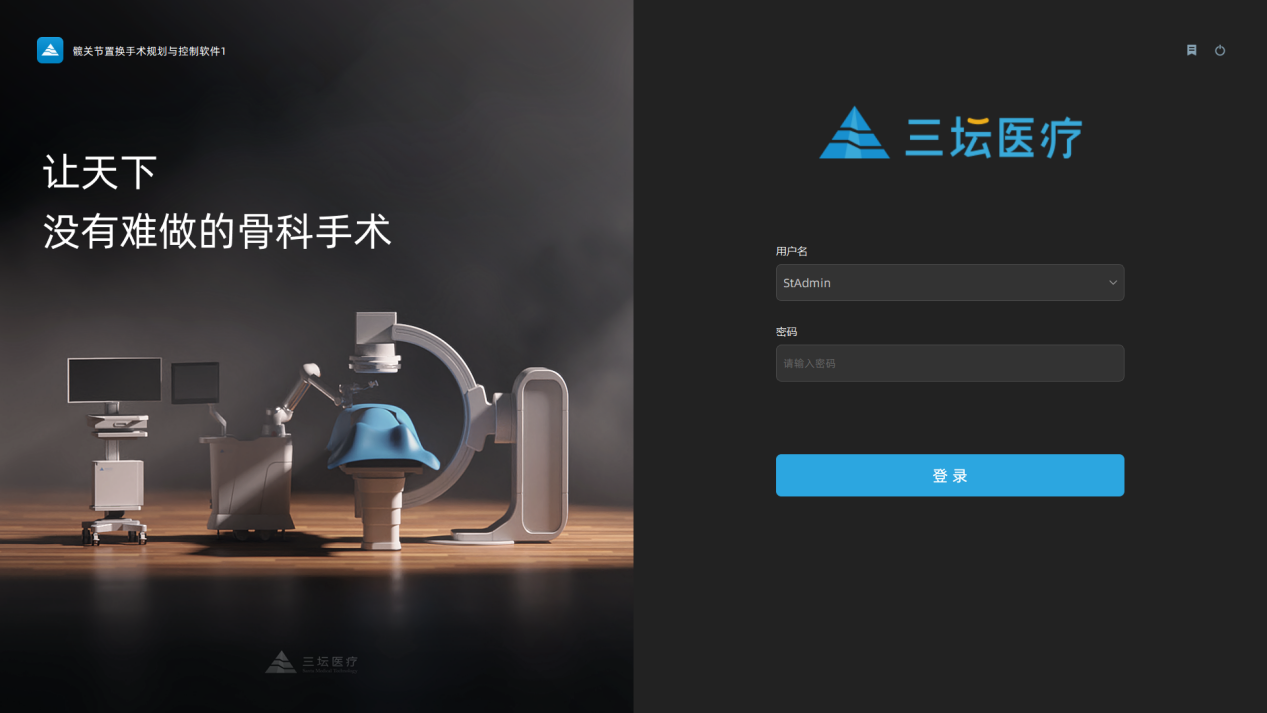 髋关节置换手术规划与控制软件1
让天下
没有难做的骨科手术
三坛医疗
三坛医疗
用户名
StAdmin
密码
请输入密码
登录